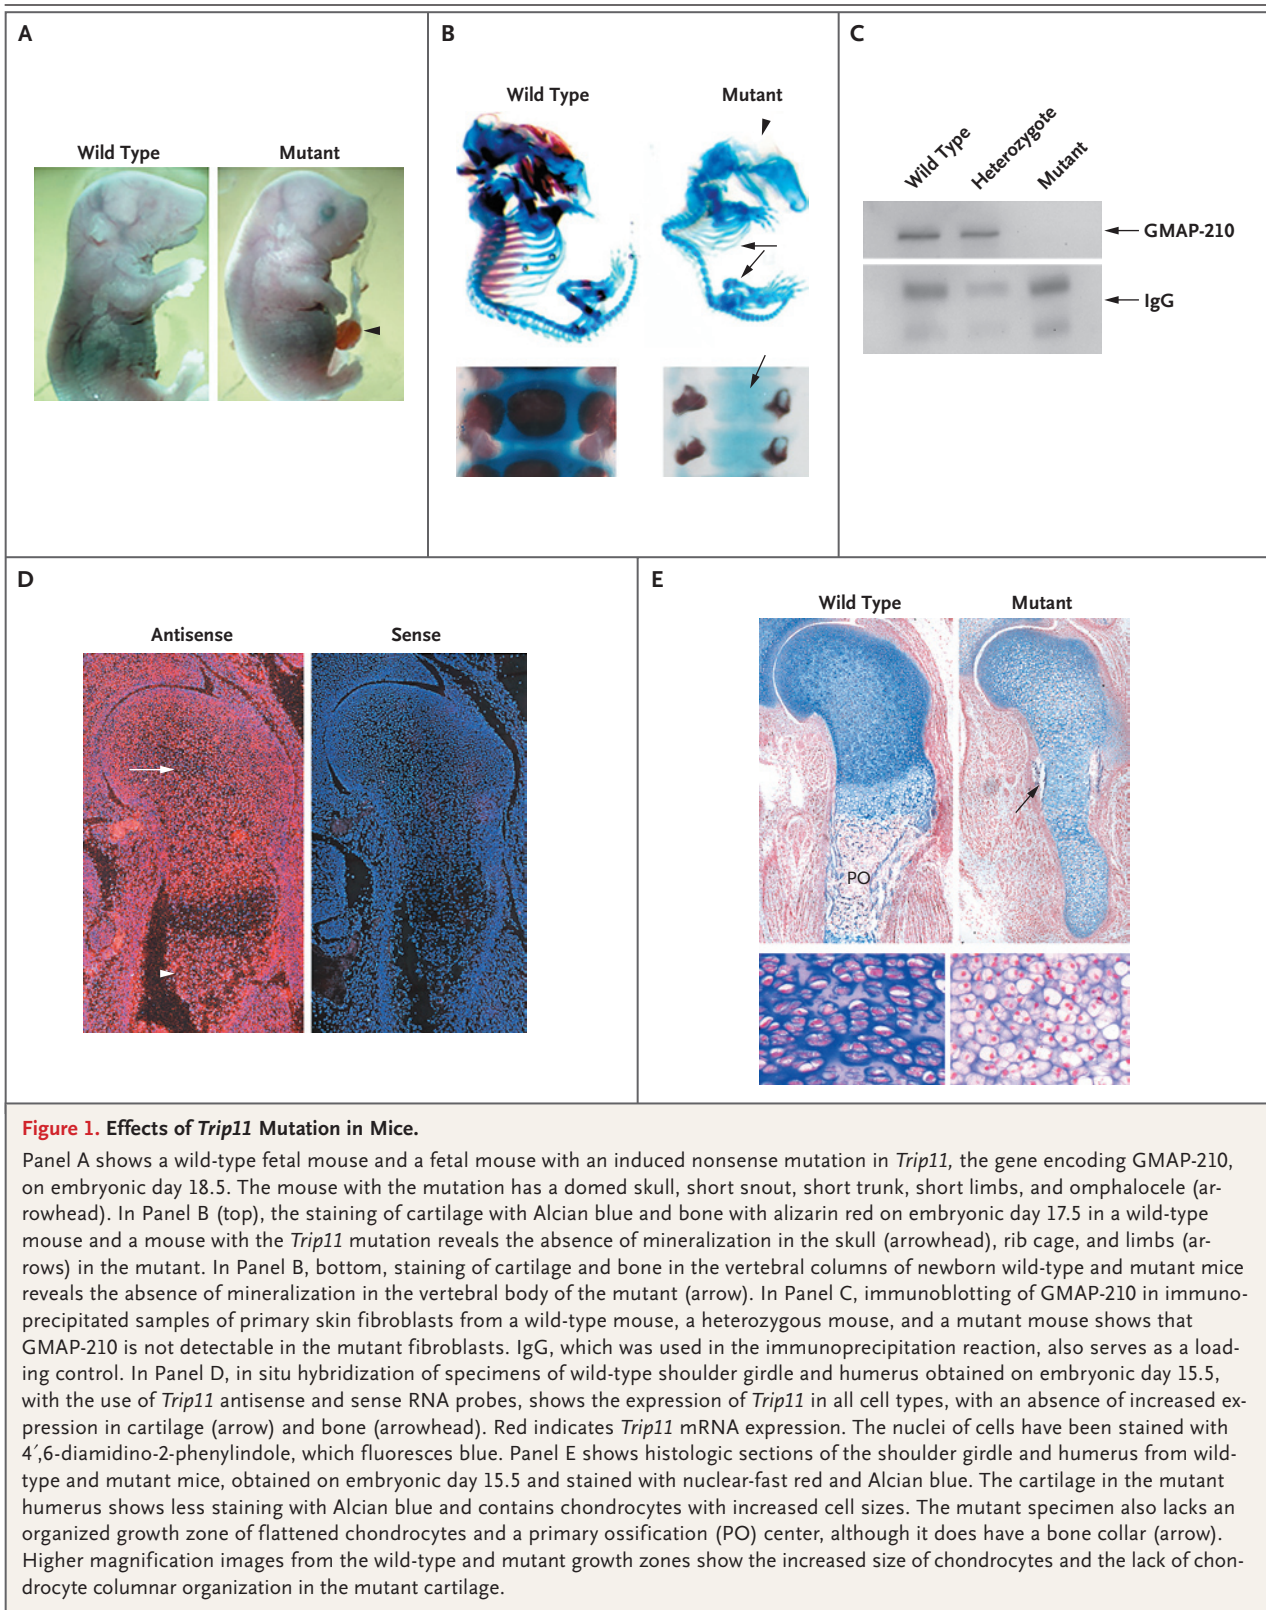 A
B
C
Wild Type
Mutant
Wild Type
Mutant
Wild Type
Heterozygote
Mutant
GMAP-210
IgG
D
E
Antisense
Sense
Wild Type
Mutant
PO
Figure 1. Effects of Trip11 Mutation in Mice.
Panel A shows a wild-type fetal mouse and a fetal mouse with an induced nonsense mutation in Trip11, the gene encoding GMAP-210,
on embryonic day 18.5. The mouse with the mutation has a domed skull, short snout, short trunk, short limbs, and omphalocele (ar-
rowhead). In Panel B (top), the staining of cartilage with Alcian blue and bone with alizarin red on embryonic day 17.5 in a wild-type
mouse and a mouse with the Trip11 mutation reveals the absence of mineralization in the skull (arrowhead), rib cage, and limbs (ar-
rows) in the mutant. In Panel B, bottom, staining of cartilage and bone in the vertebral columns of newborn wild-type and mutant mice
reveals the absence of mineralization in the vertebral body of the mutant (arrow). In Panel C, immunoblotting of GMAP-210 in immuno-
precipitated samples of primary skin fibroblasts from a wild-type mouse, a heterozygous mouse, and a mutant mouse shows that
GMAP-210 is not detectable in the mutant fibroblasts. IgG, which was used in the immunoprecipitation reaction, also serves as a load-
ing control. In Panel D, in situ hybridization of specimens of wild-type shoulder girdle and humerus obtained on embryonic day 15.5,
with the use of Trip11 antisense and sense RNA probes, shows the expression of Trip11 in all cell types, with an absence of increased ex-
pression in cartilage (arrow) and bone (arrowhead). Red indicates Trip11 mRNA expression. The nuclei of cells have been stained with
4′,6-diamidino-2-phenylindole, which fluoresces blue. Panel E shows histologic sections of the shoulder girdle and humerus from wild-
type and mutant mice, obtained on embryonic day 15.5 and stained with nuclear-fast red and Alcian blue. The cartilage in the mutant
humerus shows less staining with Alcian blue and contains chondrocytes with increased cell sizes. The mutant specimen also lacks an
organized growth zone of flattened chondrocytes and a primary ossification (PO) center, although it does have a bone collar (arrow).
Higher magnification images from the wild-type and mutant growth zones show the increased size of chondrocytes and the lack of chon-
drocyte columnar organization in the mutant cartilage.